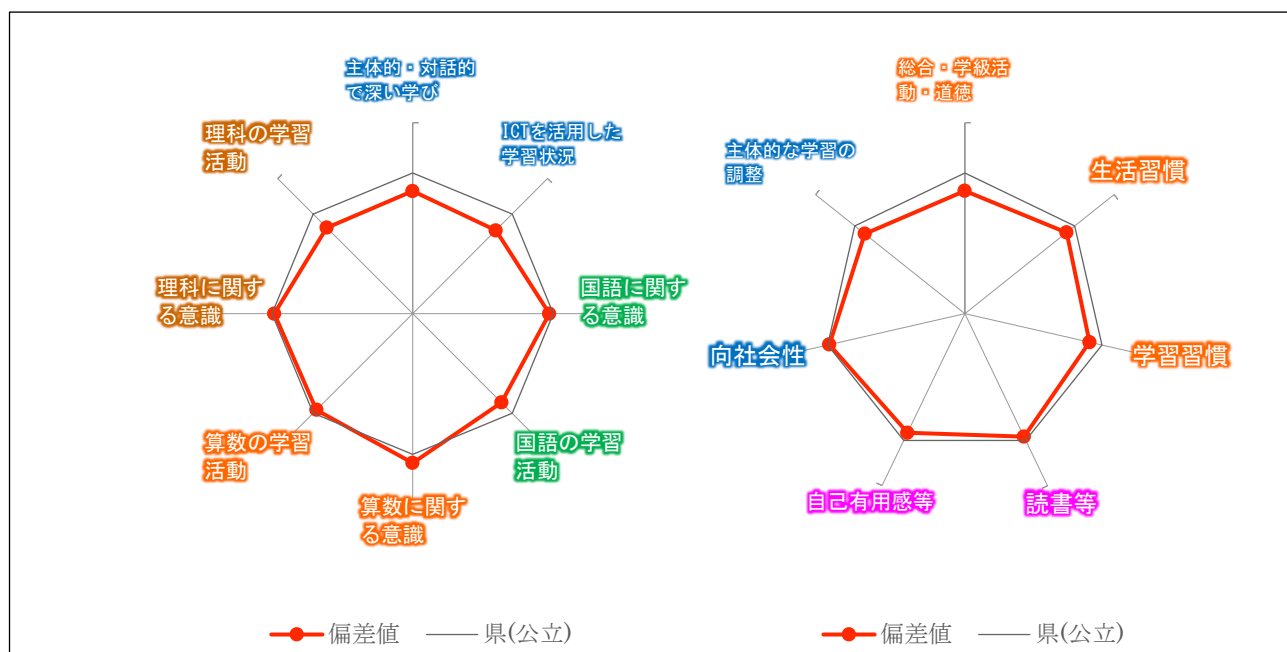 主体的・対話的
で深い学び
ICTを活用した
学習状況
国語に関す
る意識
国語の学習
活動
算数に関す
る意識
算数の学習
活動
理科に関す
る意識
理科の学習
活動
偏差値
県(公立)
総合・学級活
動・道徳
生活習慣
学習習慣
読書等
自己有用感等
向社会性
主体的な学習の
調整
偏差値
県(公立)